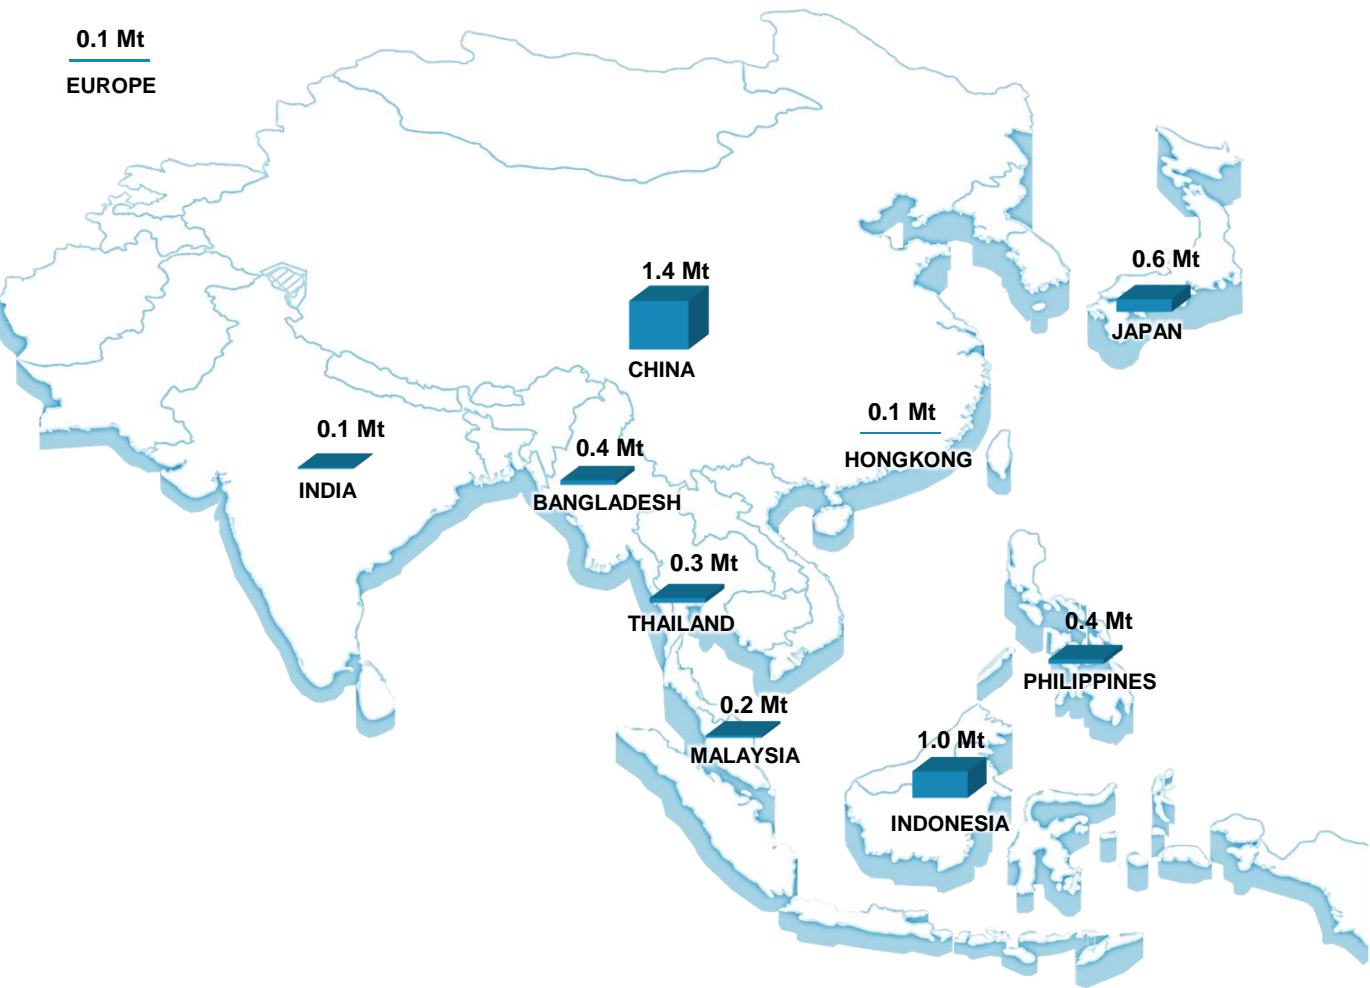 0.1 Mt
EUROPE
0.6 Mt
JAPAN
1.4 Mt
CHINA
0.1 Mt
HONGKONG
0.1 Mt
INDIA
0.4 Mt
BANGLADESH
0.3 Mt
THAILAND
0.4 Mt
PHILIPPINES
0.2 Mt
MALAYSIA
1.0 Mt
INDONESIA